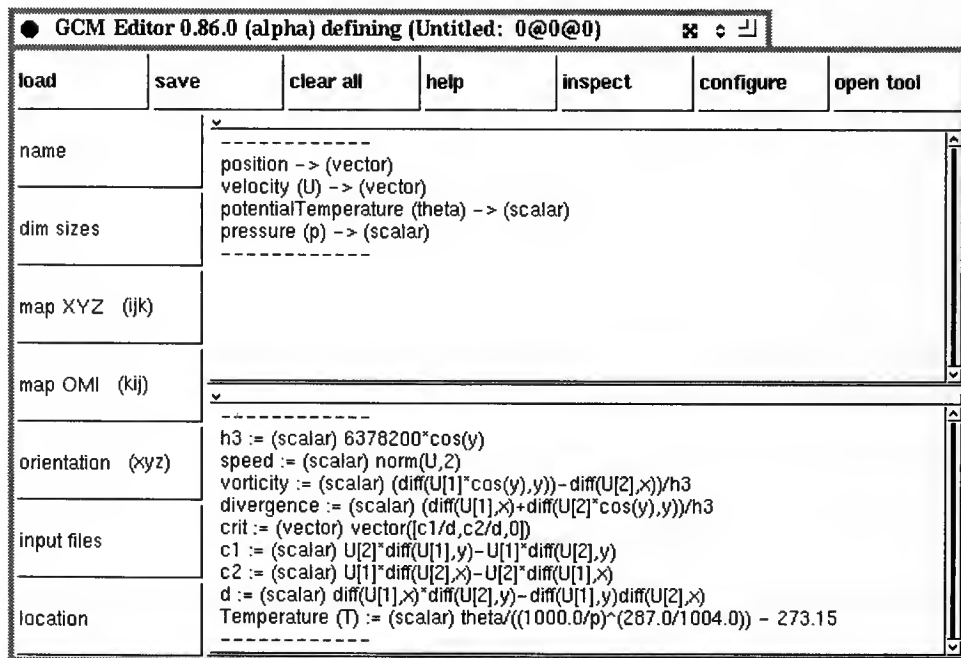 GCM Editor 0.86.0 (alpha) defining (Untitled: 0@0@0)
load save clear all help inspect configure open tool
name
dim sizes
map XYZ (ijk)
map OMI (kij)
orientation (xyz)
input files
location
-------------
position -> (vector)
velocity (U) -> (vector)
potentialTemperature (theta) -> (scalar)
pressure (p) -> (scalar)
-------------
-------------
h3 := (scalar) 6378200*cos(y)
speed := (scalar) norm(U,2)
vorticity := (scalar) (diff(U[1]*cos(y),y))-diff(U[2],x))/h3
divergence := (scalar) (diff(U[1],x)+diff(U[2]*cos(y),y))/h3
crit := (vector) vector([c1/d,c2/d,0])
c1 := (scalar) U[2]*diff(U[1],y)-U[1]*diff(U[2],y)
c2 := (scalar) U[1]*diff(U[2],x)-U[2]*diff(U[1],x)
d := (scalar) diff(U[1],x)*diff(U[2],y)-diff(U[1],y)diff(U[2],x)
Temperature (T) := (scalar) theta/((1000.0/p)^(287.0/1004.0)) - 273.15
-------------